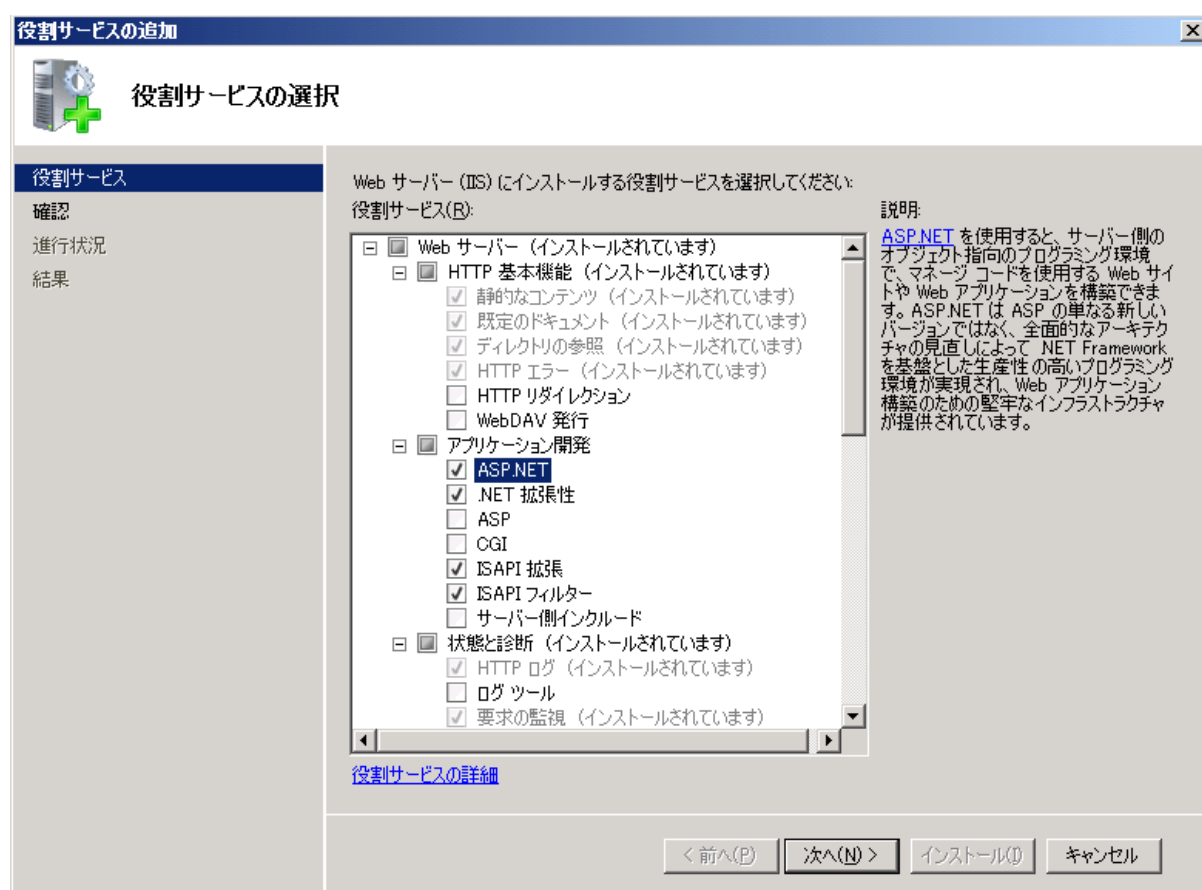 役割サービスの追加
役割サービスの選択
役割サービス
確認
進行状況
結果
Web サーバー (IIS) にインストールする役割サービスを選択してください:
役割サービス(R):
Web サーバー (インストールされています)
HTTP 基本機能 (インストールされています)
静的なコンテンツ (インストールされています)
既定のドキュメント (インストールされています)
ディレクトリの参照 (インストールされています)
HTTP エラー (インストールされています)
HTTP リダイレクション
WebDAV 発行
アプリケーション開発
ASP.NET
.NET 拡張性
ASP
CGI
ISAPI 拡張
ISAPI フィルター
サーバー側インクルード
状態と診断 (インストールされています)
HTTP ログ (インストールされています)
ログ ツール
要求の監視 (インストールされています)
役割サービスの詳細
説明:
ASP.NET を使用すると、サーバー側の
オブジェクト指向のプログラミング環境
で、マネージ コードを使用する Web サイ
トや Web アプリケーションを構築できま
す。ASP.NET は ASP の単なる新しい
バージョンではなく、全面的なアーキテク
チャの見直しによって .NET Framework
を基盤とした生産性の高いプログラミング
環境が実現され、Web アプリケーション
構築のための堅牢なインフラストラクチャ
が提供されています。
< 前へ(P)
次へ(N) >
インストール(I)
キャンセル